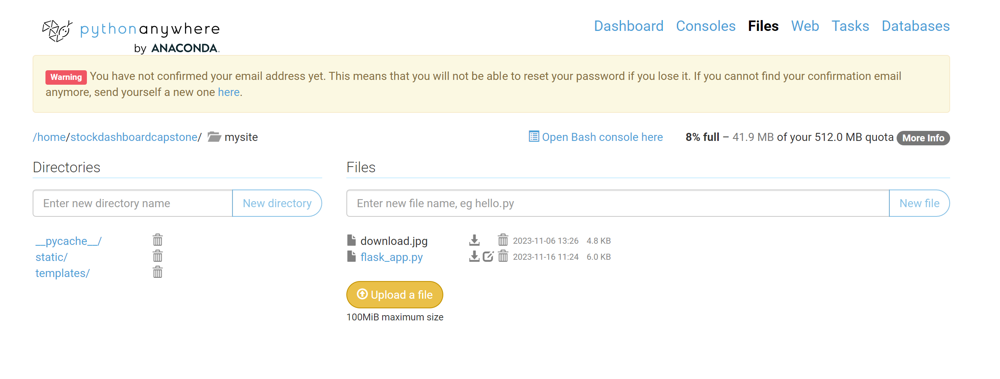 pythonanywhere
by ANACONDA.
Dashboard Consoles Files Web Tasks Databases
Warning You have not confirmed your email address yet. This means that you will not be able to reset your password if you lose it. If you cannot find your confirmation email
anymore, send yourself a new one here.
/home/stockdashboardcapstone/ mysite
Open Bash console here 8% full – 41.9 MB of your 512.0 MB quota More Info
Directories
Enter new directory name New directory
__pycache__/
static/
templates/
Files
Enter new file name, eg hello.py New file
download.jpg 2023-11-06 13:26 4.8 KB
flask_app.py 2023-11-16 11:24 6.0 KB
Upload a file
100MiB maximum size